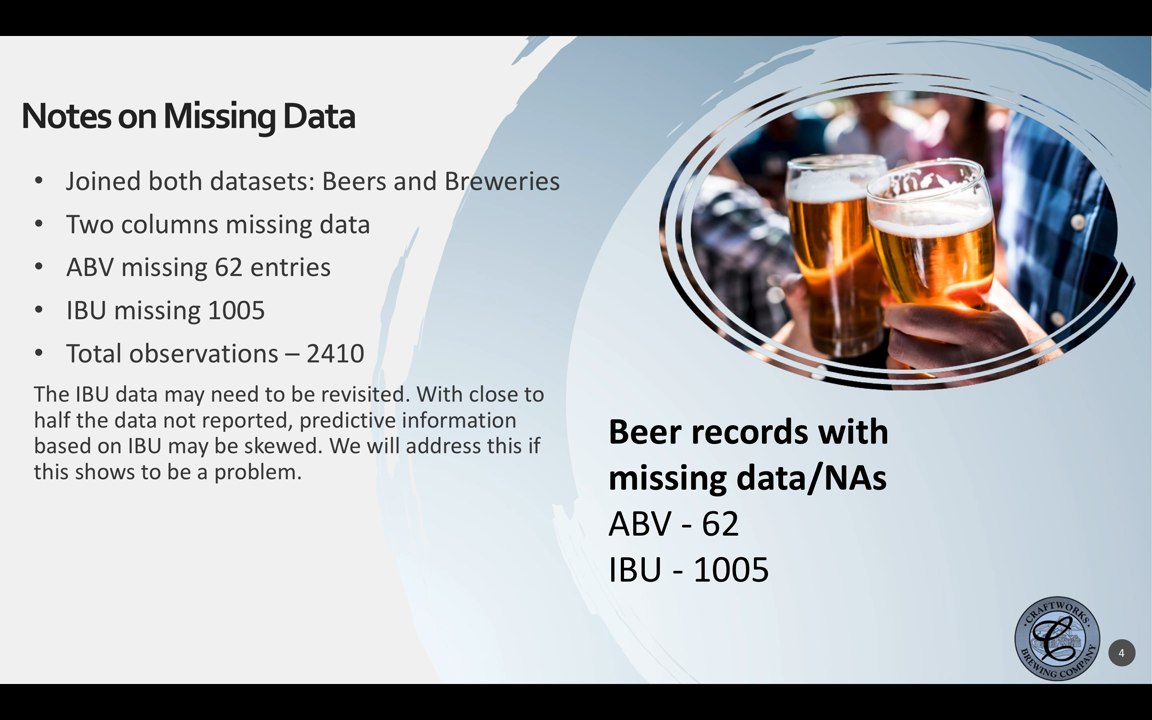 Notes on Missing Data
• Joined both datasets: Beers and Breweries
• Two columns missing data
• ABV missing 62 entries
• IBU missing 1005
• Total observations – 2410
The IBU data may need to be revisited. With close to
half the data not reported, predictive information
based on IBU may be skewed. We will address this if
this shows to be a problem.
Beer records with
missing data/NAs
ABV - 62
IBU - 1005
CRAFTWORKS
BREWING COMPANY
4